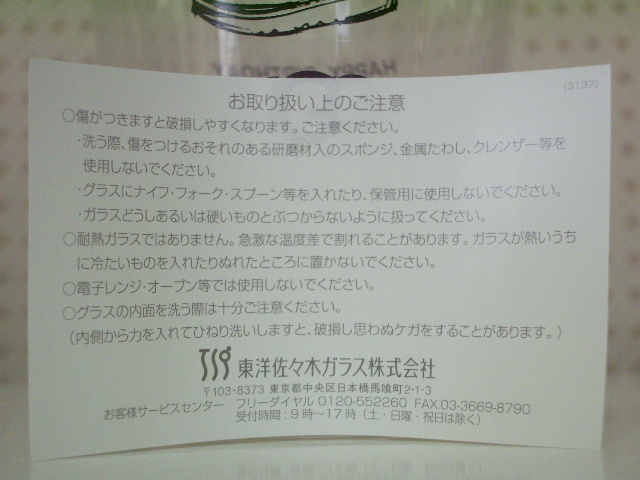 HAPPY BIRTHDAY
(3137)
お取り扱い上のご注意
○傷がつきますと破損しやすくなります。ご注意ください。
・洗う際、傷をつけるおそれのある研磨材入のスポンジ、金属たわし、クレンザー等を
使用しないでください。
・グラスにナイフ・フォーク・スプーン等を入れたり、保管用に使用しないでください。
・ガラスどうしあるいは硬いものとぶつからないように扱ってください。
○耐熱ガラスではありません。急激な温度差で割れることがあります。ガラスが熱いうち
に冷たいものを入れたりぬれたところに置かないでください。
○電子レンジ・オーブン等では使用しないでください。
○グラスの内面を洗う際は十分ご注意ください。
(内側から力を入れてひねり洗いしますと、破損し思わぬケガをすることがあります。)
東洋佐々木ガラス株式会社
〒103-8373 東京都中央区日本橋馬喰町2-1-3
お客様サービスセンター フリーダイヤル 0120-552260 FAX.03-3669-8790
受付時間:9時〜17時(土・日曜・祝日は除く)